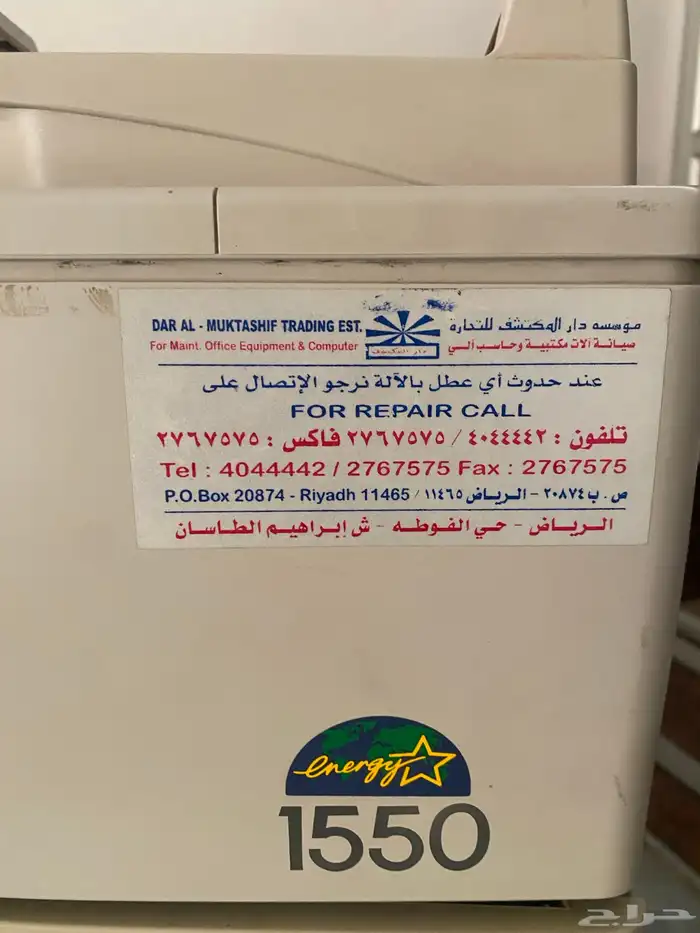 DAR AL - MUKTASHIF TRADING EST.
مؤسسه دار المكتشف للتجارة
For Maint. Office Equipment & Computer
دار المكتشف
صيانة آلات مكتبية وحاسب آلي
عند حدوث أي عطل بالآلة نرجو الإتصال على
FOR REPAIR CALL
تلفون : ٤٠٤٤٤٤٢ / ٢٧٦٧٥٧٥ فاكس : ٢٧٦٧٥٧٥
Tel : 4044442 / 2767575 Fax : 2767575
P.O.Box 20874 - Riyadh 11465 / ص . ب ٢٠٨٧٤ - الرياض ١١٤٦٥
الرياض - حي الفوطه - ش إبراهيم الطاسان
energy
1550
حراج